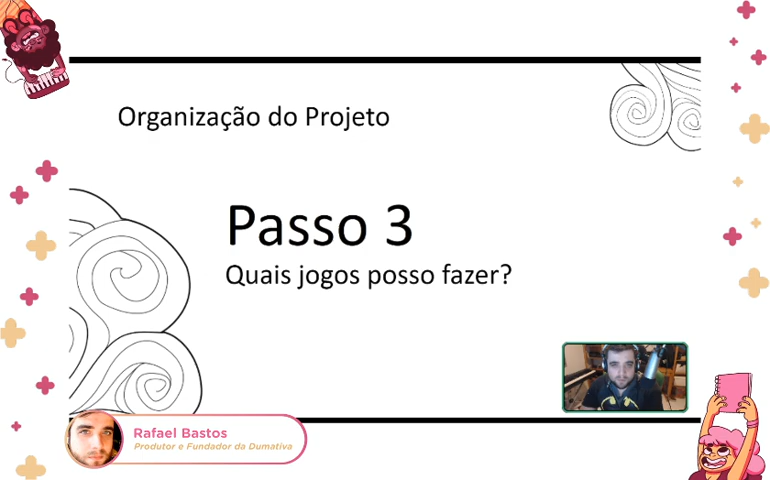 Organização do Projeto
Passo 3
Quais jogos posso fazer?
Rafael Bastos
Produtor e Fundador da Dumativa